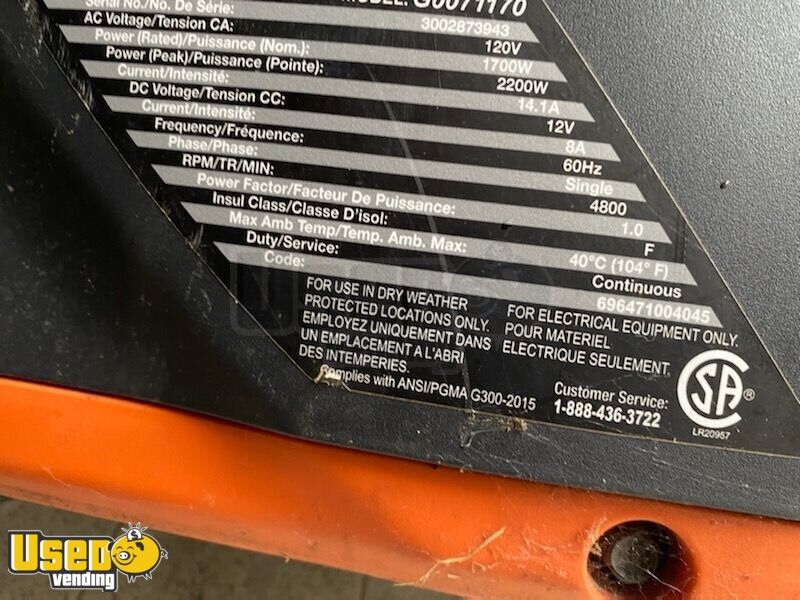 MODEL: G0071170
Serial No./No. De Série: 3002873943
AC Voltage/Tension CA: 120V
Power (Rated)/Puissance (Nom.): 1700W
Power (Peak)/Puissance (Pointe): 2200W
Current/Intensité: 14.1A
DC Voltage/Tension CC: 12V
Current/Intensité: 8A
Frequency/Fréquence: 60Hz
Phase/Phase: Single
RPM/TR/MIN: 4800
Power Factor/Facteur De Puissance: 1.0
Insul Class/Classe D'isol: F
Max Amb Temp/Temp. Amb. Max: 40°C (104° F)
Duty/Service: Continuous
Code: 696471004045
FOR USE IN DRY WEATHER
PROTECTED LOCATIONS ONLY.
EMPLOYEZ UNIQUEMENT DANS
UN EMPLACEMENT A L'ABRI
DES INTEMPERIES.
FOR ELECTRICAL EQUIPMENT ONLY.
POUR MATERIEL
ELECTRIQUE SEULEMENT.
Complies with ANSI/PGMA G300-2015
Customer Service:
1-888-436-3722
CSA ®
LR20957
USED
vending